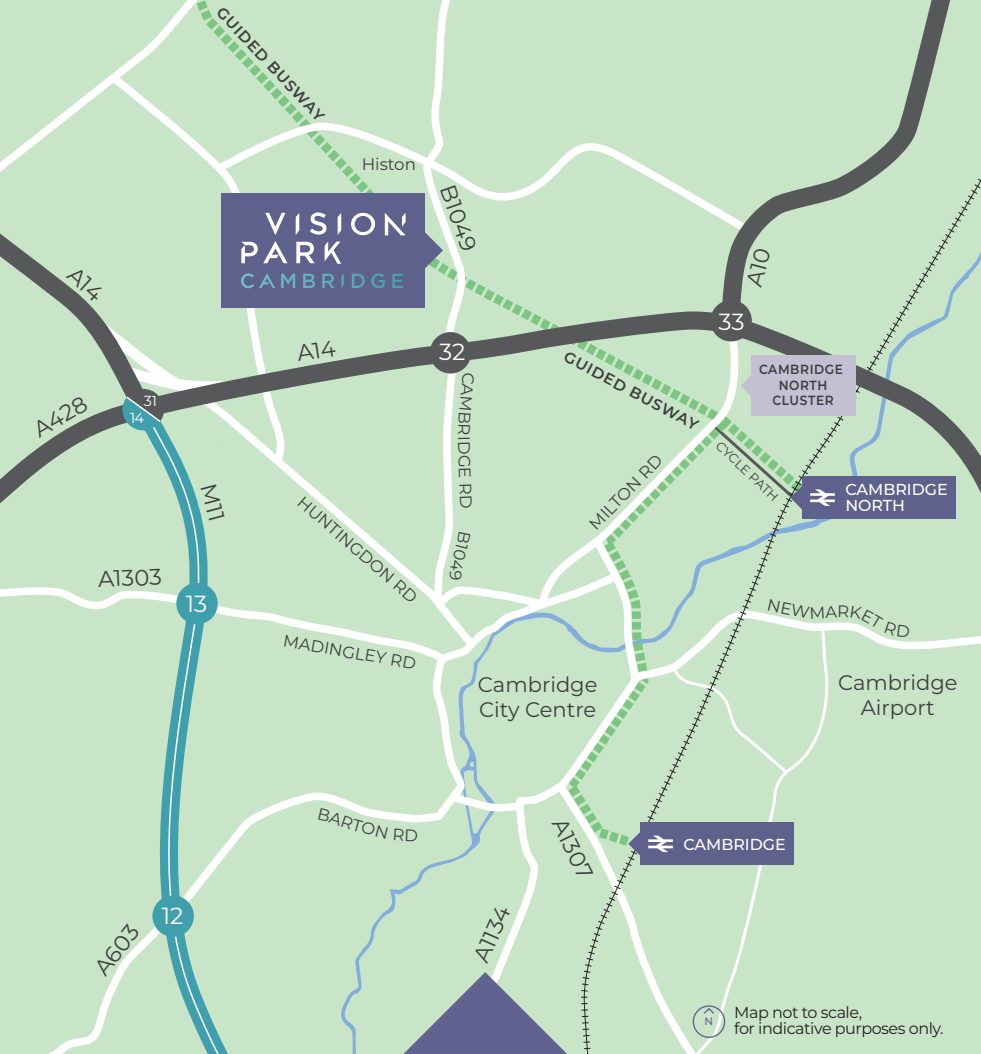 GUIDED BUSWAY
Histon
B1049
VISION
PARK
CAMBRIDGE
A10
A14
33
A14
32
CAMBRIDGE
NORTH
CLUSTER
GUIDED BUSWAY
CAMBRIDGE RD
31
14
A428
CYCLE PATH
MILTON RD
CAMBRIDGE
NORTH
M11
HUNTINGDON RD
B1049
A1303
13
NEWMARKET RD
MADINGLEY RD
Cambridge
City Centre
Cambridge
Airport
BARTON RD
A1307
CAMBRIDGE
12
A603
A1134
N
Map not to scale,
for indicative purposes only.